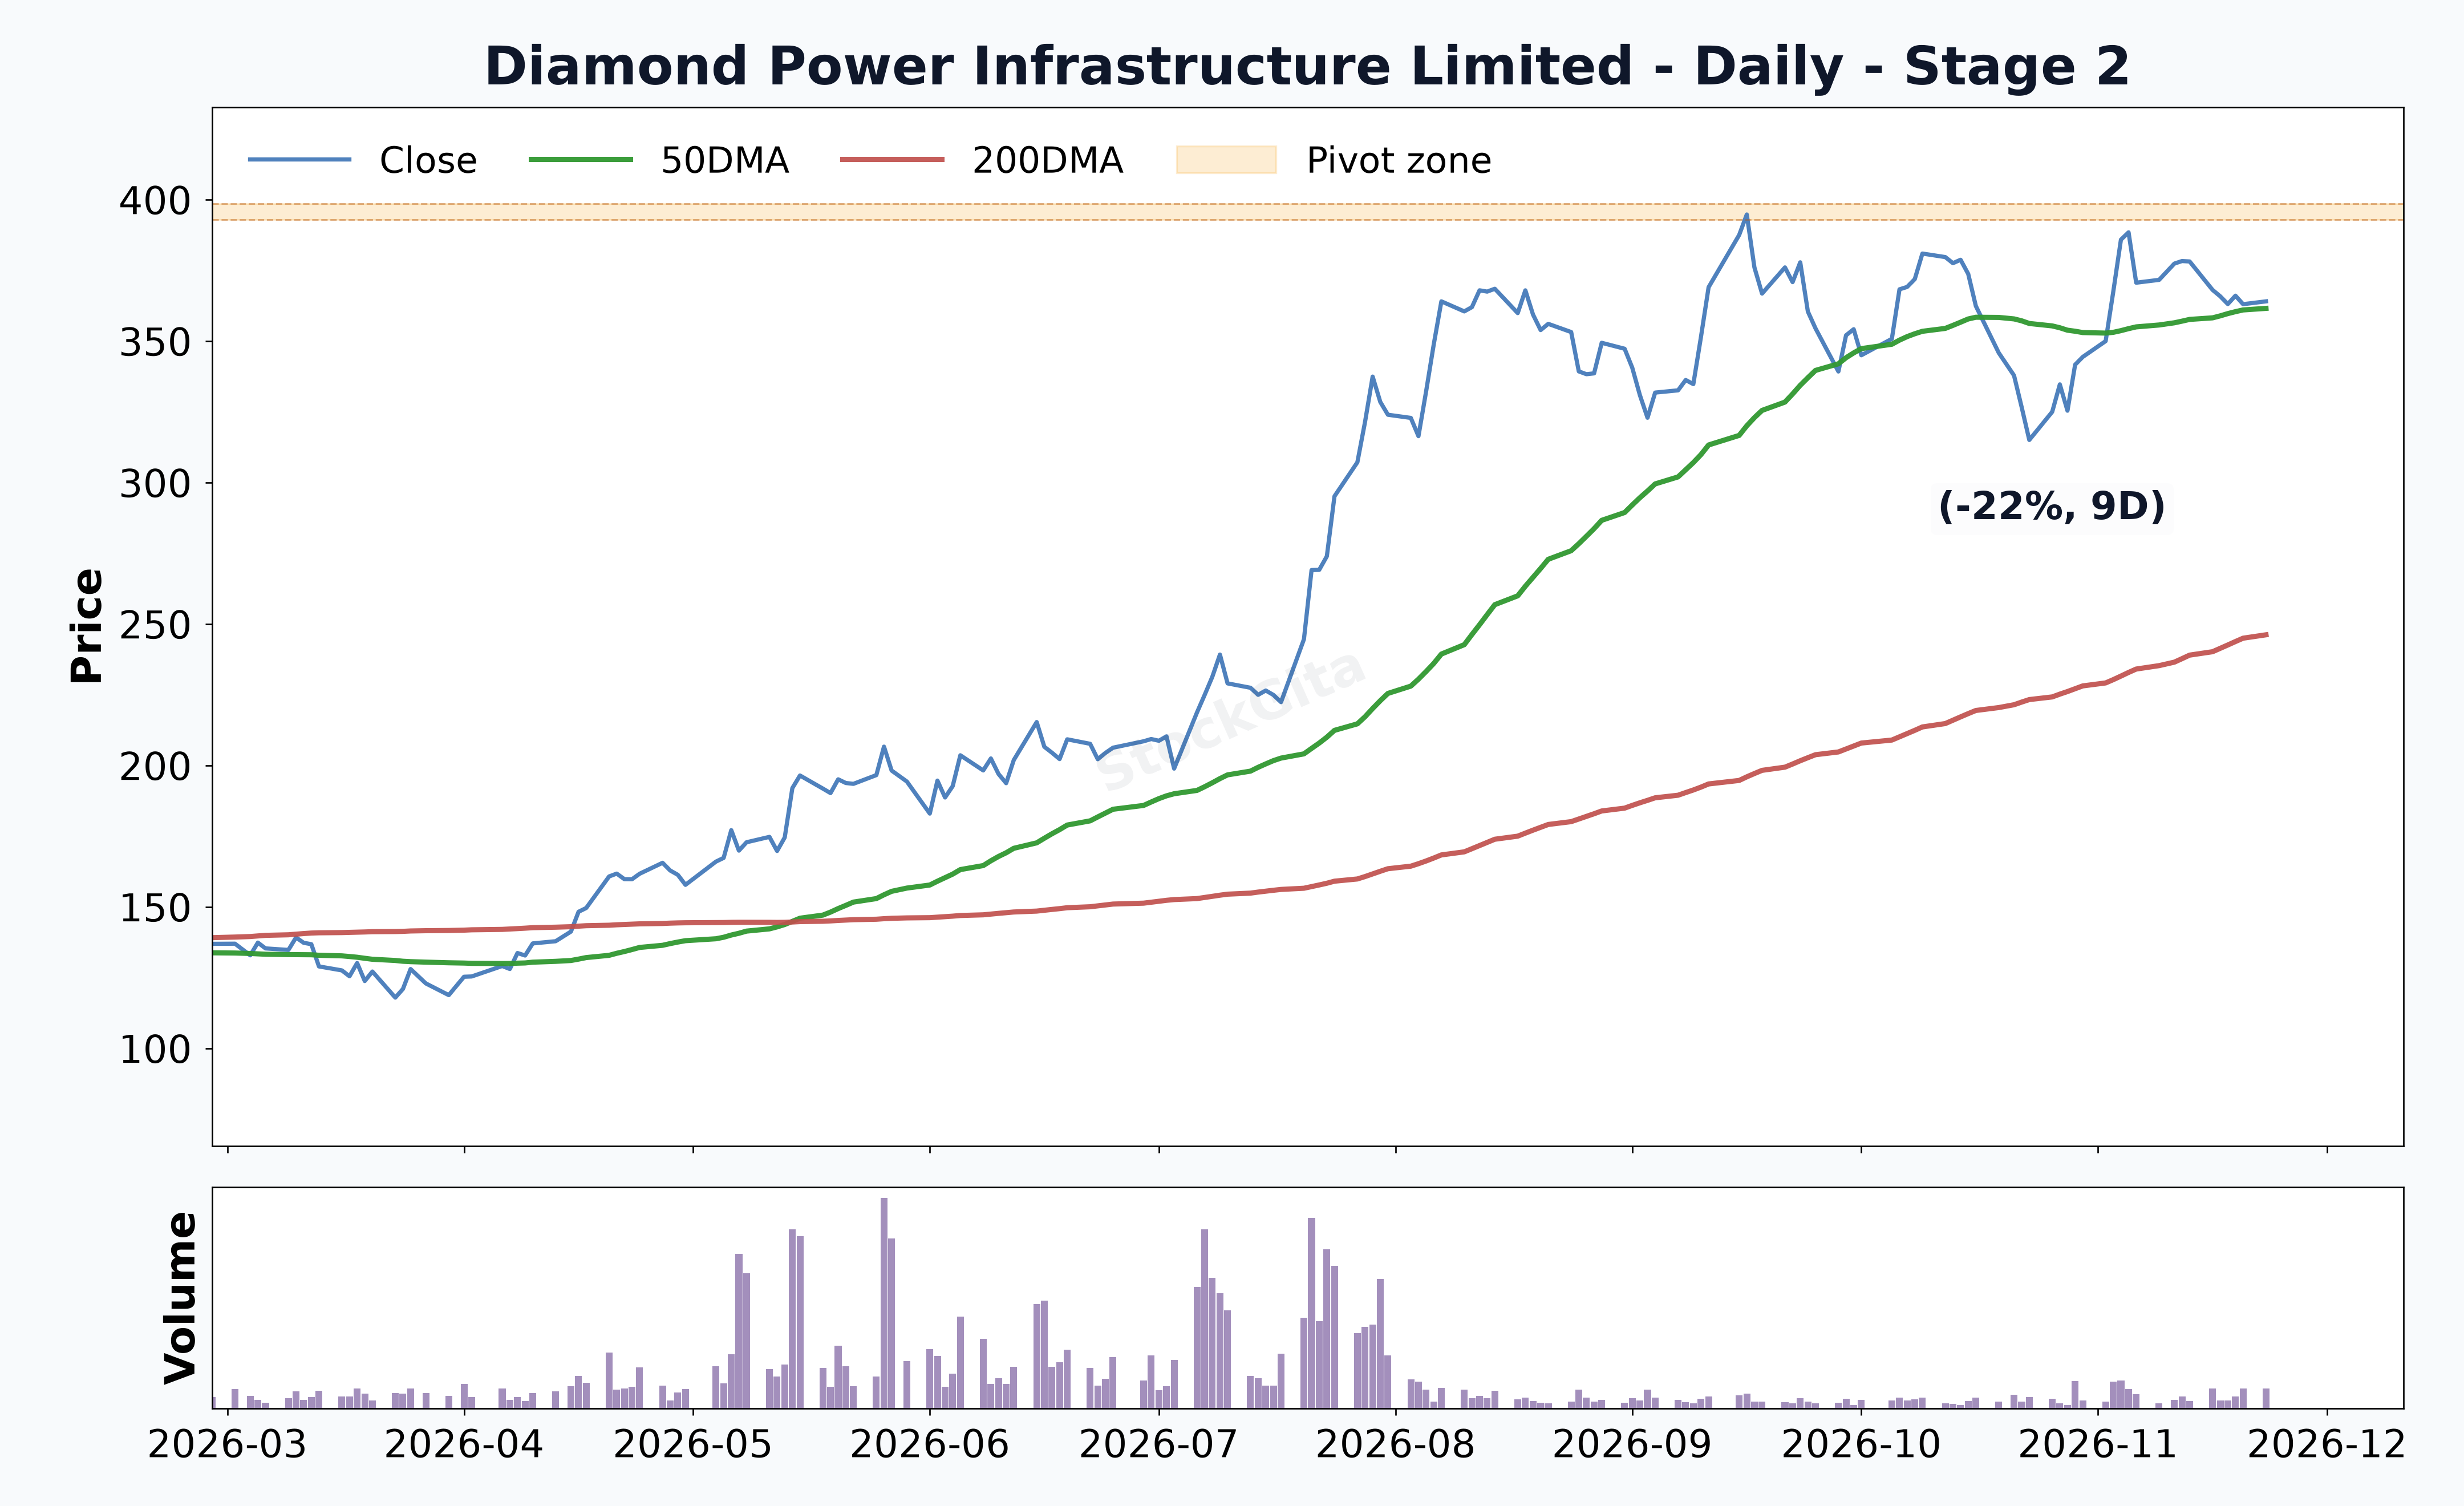 Diamond Power Infrastructure Limited - Daily - Stage 2
Close 50DMA 200DMA Pivot zone
400
350
300
250
200
150
100
Price
(-22%, 9D)
StockGita
Volume
2026-03 2026-04 2026-05 2026-06 2026-07 2026-08 2026-09 2026-10 2026-11 2026-12